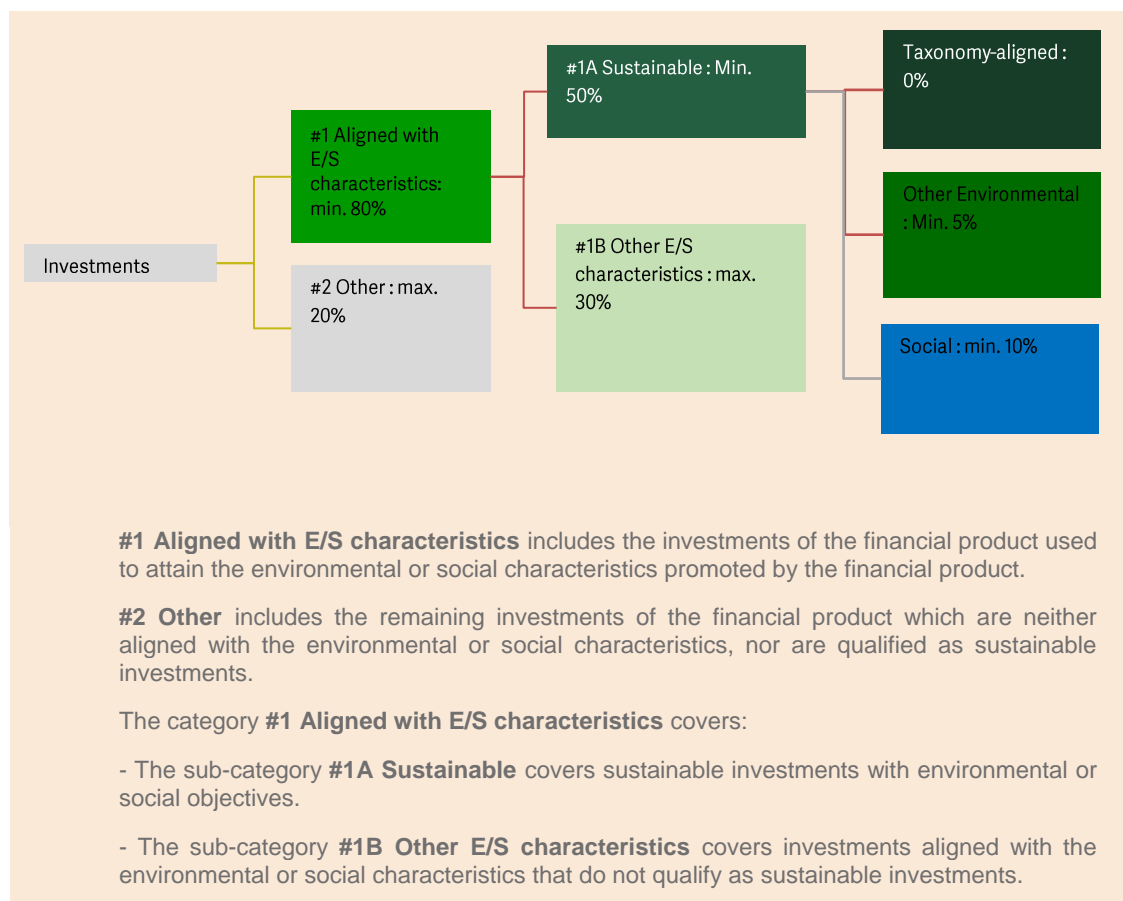 Investments
#1 Aligned with
E/S
characteristics:
min. 80%
#2 Other : max.
20%
#1A Sustainable : Min.
50%
#1B Other E/S
characteristics : max.
30%
Taxonomy-aligned :
0%
Other Environmental
: Min. 5%
Social : min. 10%
#1 Aligned with E/S characteristics includes the investments of the financial product used
to attain the environmental or social characteristics promoted by the financial product.
#2 Other includes the remaining investments of the financial product which are neither
aligned with the environmental or social characteristics, nor are qualified as sustainable
investments.
The category #1 Aligned with E/S characteristics covers:
- The sub-category #1A Sustainable covers sustainable investments with environmental or
social objectives.
- The sub-category #1B Other E/S characteristics covers investments aligned with the
environmental or social characteristics that do not qualify as sustainable investments.